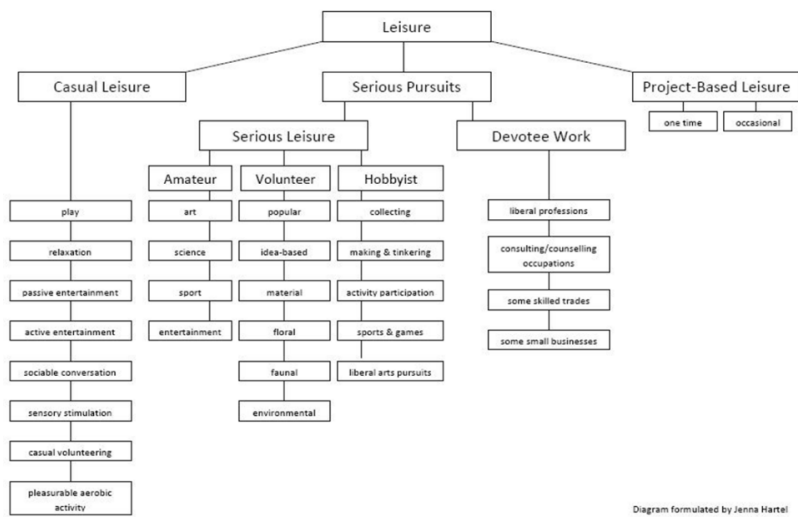 Leisure
Casual Leisure
Serious Pursuits
Project-Based Leisure
one time
occasional
Serious Leisure
Devotee Work
Amateur
Volunteer
Hobbyist
play
relaxation
passive entertainment
active entertainment
sociable conversation
sensory stimulation
casual volunteering
pleasurable aerobic
activity
art
science
sport
entertainment
popular
idea-based
material
floral
faunal
environmental
collecting
making & tinkering
activity participation
sports & games
liberal arts pursuits
liberal professions
consulting/counselling
occupations
some skilled trades
some small businesses
Diagram formulated by Jenna Hartel